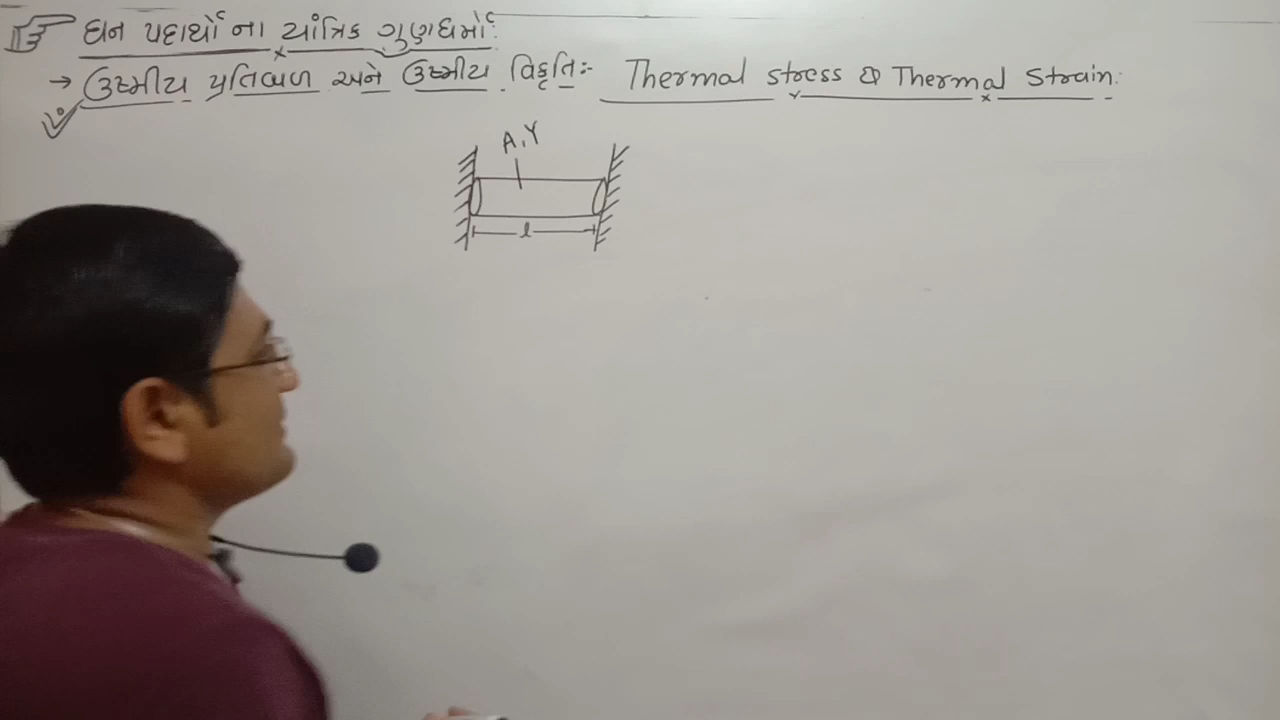 ઘન પદાર્થોના યાંત્રિક ગુણધર્મો:
→ ઉષ્મીય પ્રતિબળ અને ઉષ્મીય વિકૃતિ:- Thermal stress & Thermal Strain:
A, Y
l